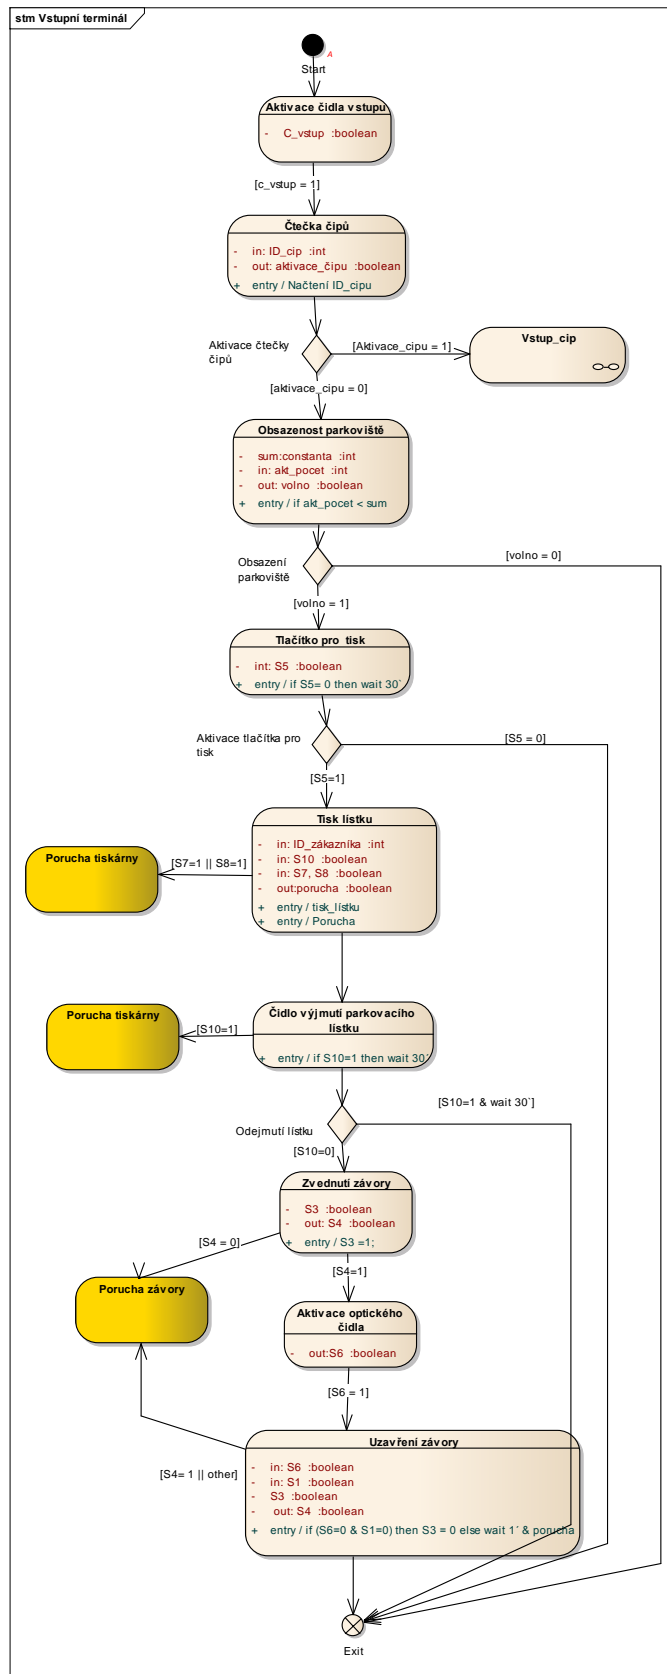 stm Vstupní terminál
A
Start
Aktivace čidla vstupu
- C_vstup :boolean
[c_vstup = 1]
Čtečka čipů
- in: ID_cip :int
- out: aktivace_čipu :boolean
+ entry / Načtení ID_cipu
Aktivace čtečky
čipů
[Aktivace_cipu = 1]
Vstup_cip
[aktivace_cipu = 0]
Obsazenost parkoviště
- sum:constanta :int
- in: akt_pocet :int
- out: volno :boolean
+ entry / if akt_pocet < sum
Obsazení
parkoviště
[volno = 0]
[volno = 1]
Tlačítko pro tisk
- int: S5 :boolean
+ entry / if S5= 0 then wait 30`
Aktivace tlačítka pro
tisk
[S5 = 0]
[S5=1]
Tisk lístku
- in: ID_zákazníka :int
- in: S10 :boolean
- in: S7, S8 :boolean
- out:porucha :boolean
+ entry / tisk_lístku
+ entry / Porucha
Porucha tiskárny
[S7=1 || S8=1]
Čidlo výjmutí parkovacího
lístku
+ entry / if S10=1 then wait 30`
Porucha tiskárny
[S10=1]
[S10=1 & wait 30`]
Odejmutí lístku
[S10=0]
Zvednutí závory
- S3 :boolean
- out: S4 :boolean
+ entry / S3 =1;
[S4 = 0]
[S4=1]
Porucha závory
Aktivace optického
čidla
- out:S6 :boolean
[S6 = 1]
Uzavření závory
- in: S6 :boolean
- in: S1 :boolean
- S3 :boolean
- out: S4 :boolean
+ entry / if (S6=0 & S1=0) then S3 = 0 else wait 1´ & porucha
[S4= 1 || other]
Exit